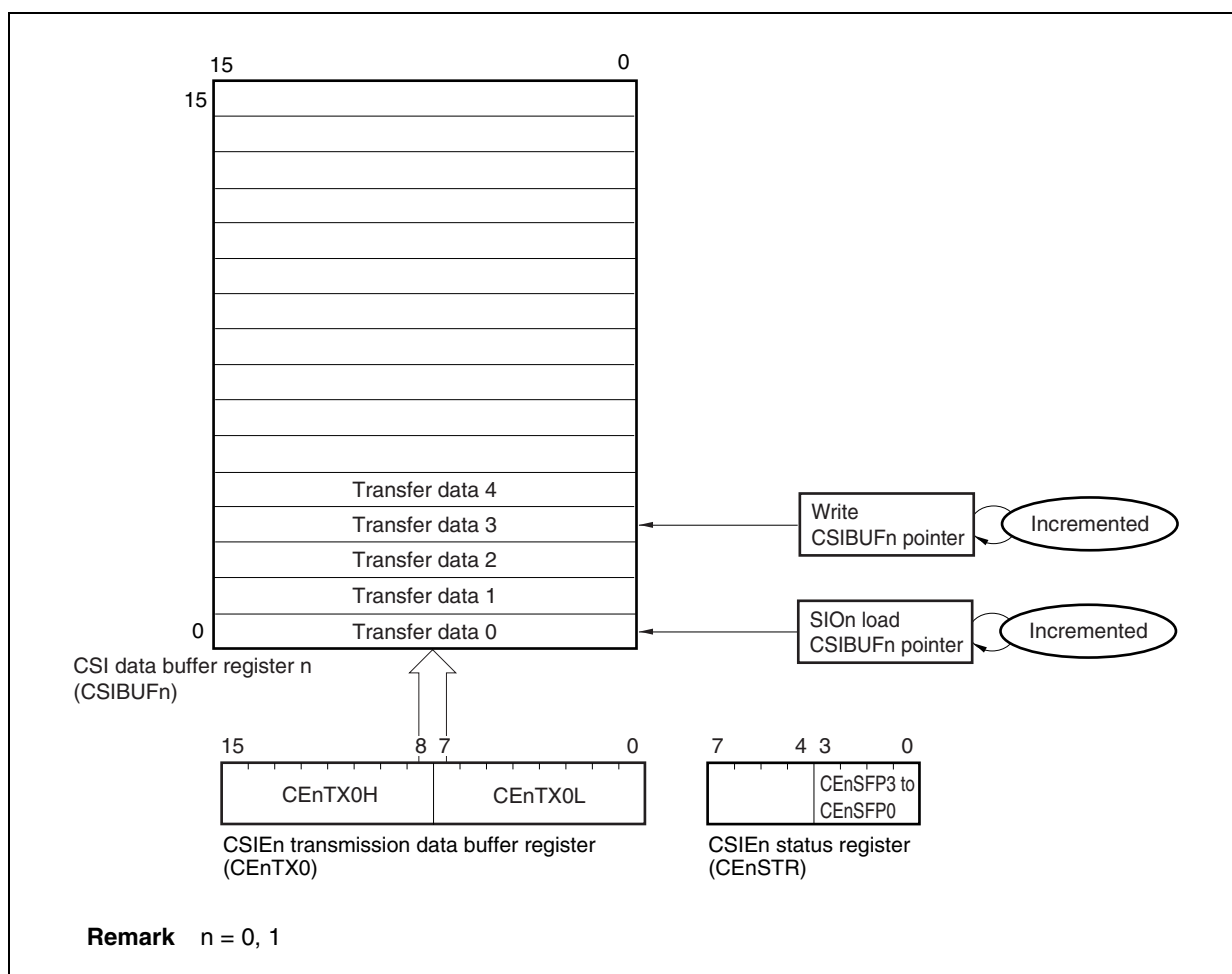 15 0
15
Transfer data 4
Transfer data 3
Transfer data 2
Transfer data 1
0 Transfer data 0
Write
CSIBUFn pointer
Incremented
SIOn load
CSIBUFn pointer
Incremented
CSI data buffer register n
(CSIBUFn)
15 8 7 0
CEnTX0H CEnTX0L
CSIEn transmission data buffer register
(CEnTX0)
7 4 3 0
CEnSFP3 to
CEnSFP0
CSIEn status register
(CEnSTR)
Remark n = 0, 1